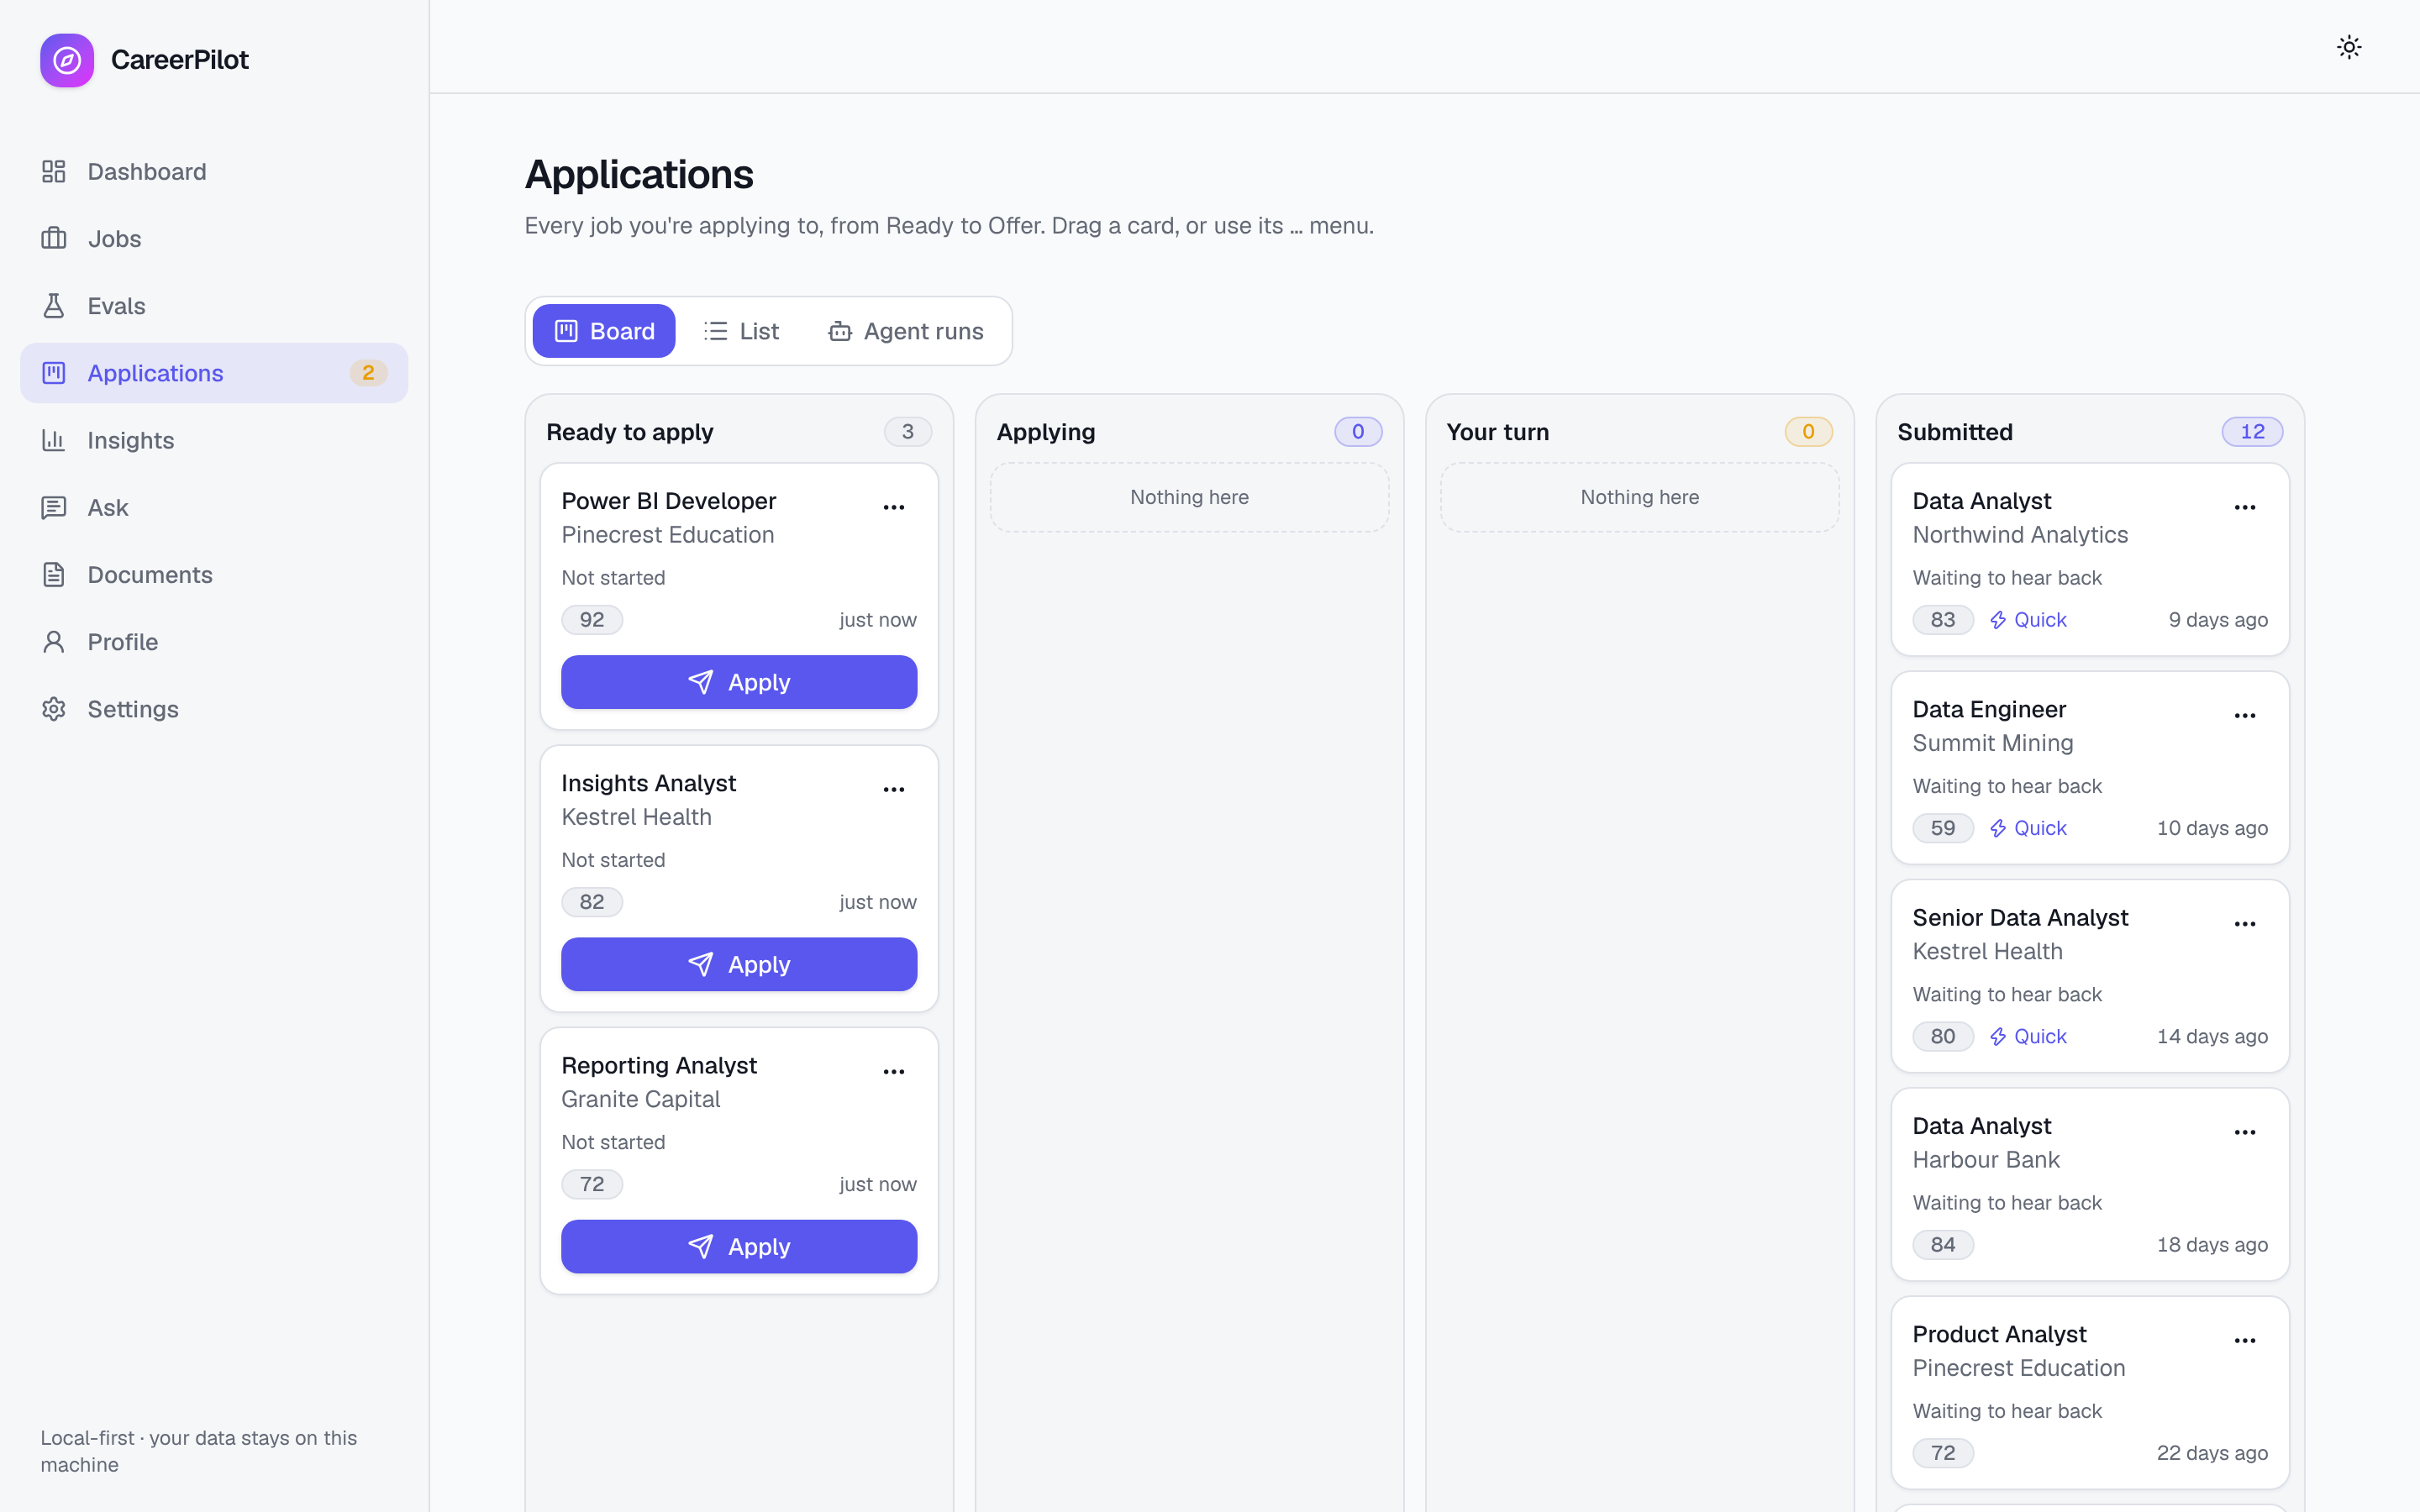 CareerPilot
Dashboard
Jobs
Evals
Applications 2
Insights
Ask
Documents
Profile
Settings
Local-first · your data stays on this
machine
Applications
Every job you're applying to, from Ready to Offer. Drag a card, or use its … menu.
Board
List
Agent runs
Ready to apply 3
Power BI Developer
Pinecrest Education
Not started
92 just now
Apply
Insights Analyst
Kestrel Health
Not started
82 just now
Apply
Reporting Analyst
Granite Capital
Not started
72 just now
Apply
Applying 0
Nothing here
Your turn 0
Nothing here
Submitted 12
Data Analyst
Northwind Analytics
Waiting to hear back
83 Quick 9 days ago
Data Engineer
Summit Mining
Waiting to hear back
59 Quick 10 days ago
Senior Data Analyst
Kestrel Health
Waiting to hear back
80 Quick 14 days ago
Data Analyst
Harbour Bank
Waiting to hear back
84 18 days ago
Product Analyst
Pinecrest Education
Waiting to hear back
72 22 days ago